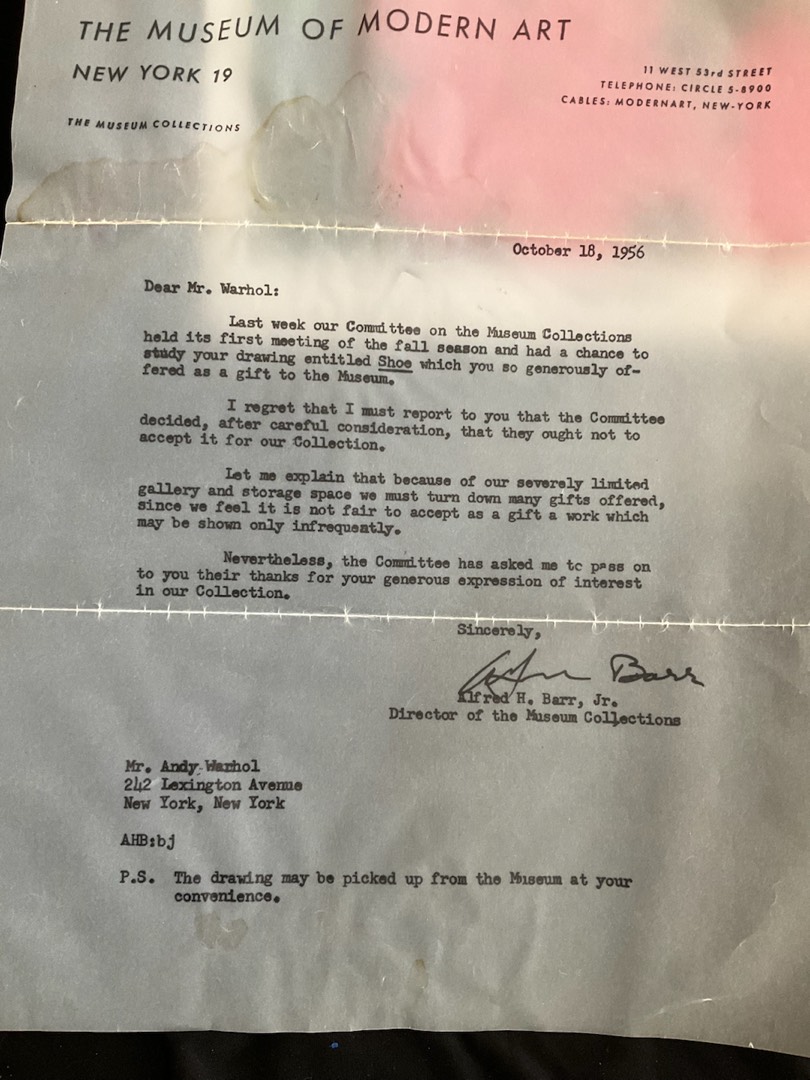 THE MUSEUM OF MODERN ART
NEW YORK 19
11 WEST 53rd STREET
TELEPHONE: CIRCLE 5-8900
CABLES: MODERNART, NEW-YORK
THE MUSEUM COLLECTIONS
October 18, 1956
Dear Mr. Warhol:
Last week our Committee on the Museum Collections
held its first meeting of the fall season and had a chance to
study your drawing entitled Shoe which you so generously of-
fered as a gift to the Museum.
I regret that I must report to you that the Committee
decided, after careful consideration, that they ought not to
accept it for our Collection.
Let me explain that because of our severely limited
gallery and storage space we must turn down many gifts offered,
since we feel it is not fair to accept as a gift a work which
may be shown only infrequently.
Nevertheless, the Committee has asked me to pass on
to you their thanks for your generous expression of interest
in our Collection.
Sincerely,
Alfred Barr
Alfred H. Barr, Jr.
Director of the Museum Collections
Mr. Andy Warhol
242 Lexington Avenue
New York, New York
AHB:bj
P.S. The drawing may be picked up from the Museum at your
convenience.